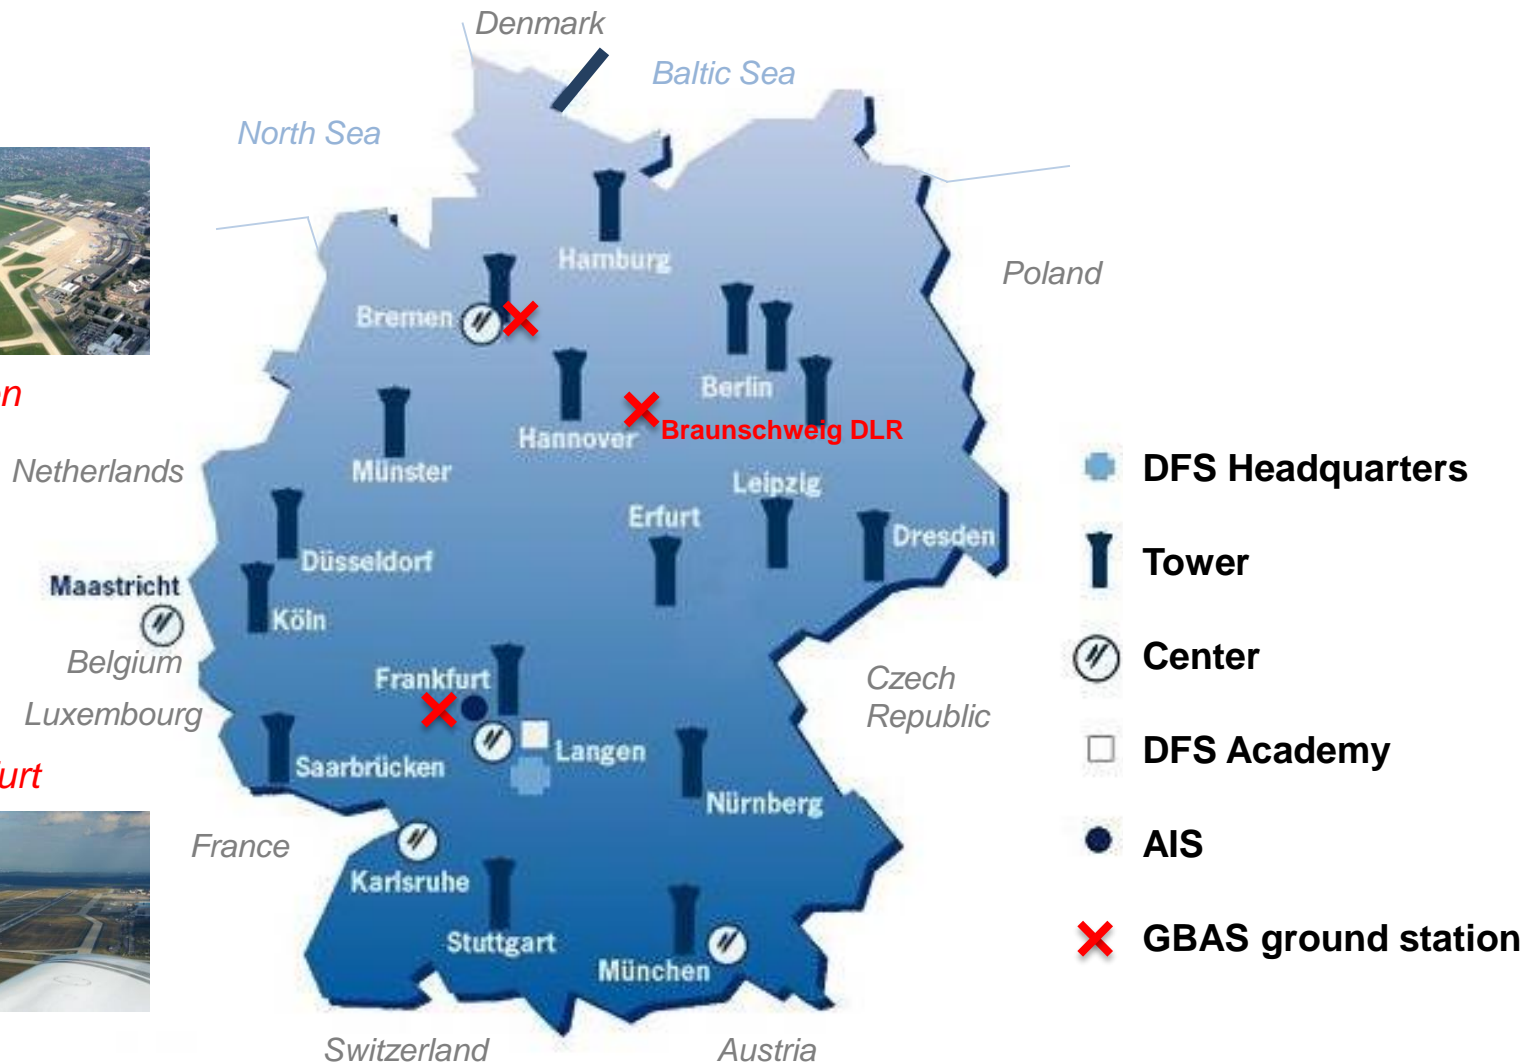 Denmark
Baltic Sea
North Sea
Poland
Hamburg
Bremen
Berlin
Hannover
Braunschweig DLR
Netherlands
Münster
Leipzig
Erfurt
Dresden
Düsseldorf
Maastricht
Köln
Belgium
Luxembourg
Frankfurt
Czech
Republic
Langen
Saarbrücken
Nürnberg
France
Karlsruhe
Stuttgart
München
Switzerland
Austria
DFS Headquarters
Tower
Center
DFS Academy
AIS
GBAS ground station